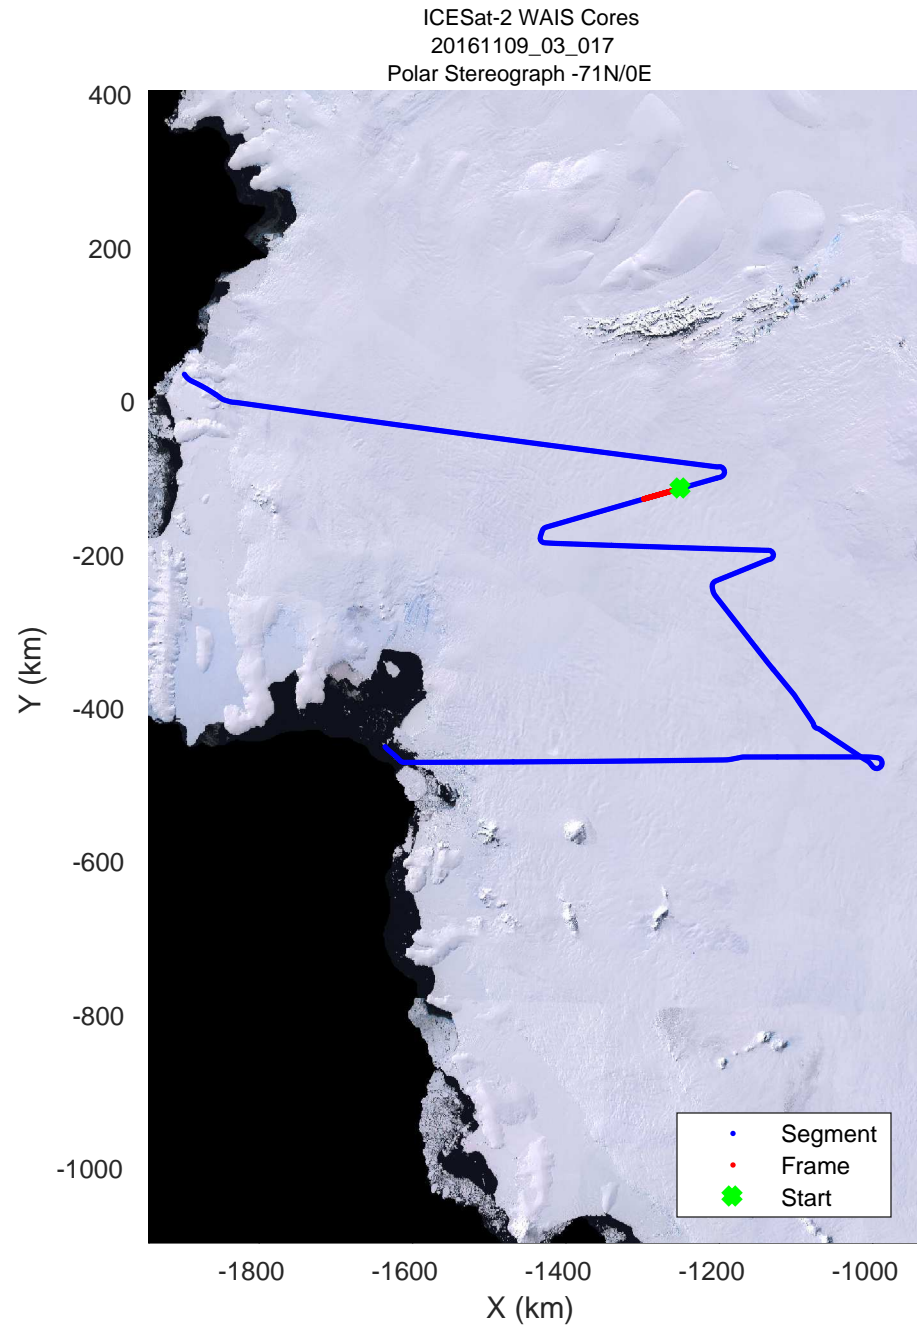 ICESat-2 WAIS Cores
20161109_03_017
Polar Stereograph -71N/0E
400
200
0
-200
-400
-600
-800
-1000
Y (km)
Segment
Frame
Start
-1800
-1600
-1400
-1200
-1000
X (km)